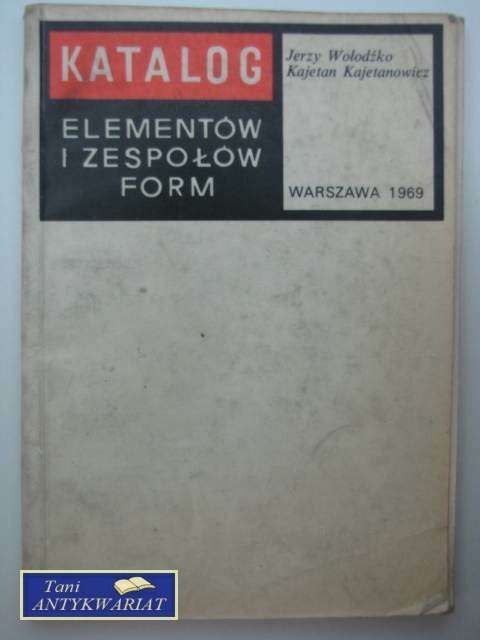 KATALOG
ELEMENTÓW
I ZESPOŁÓW
FORM
Jerzy Wołodźko
Kajetan Kajetanowicz
WARSZAWA 1969
Tani
ANTYKWARIAT